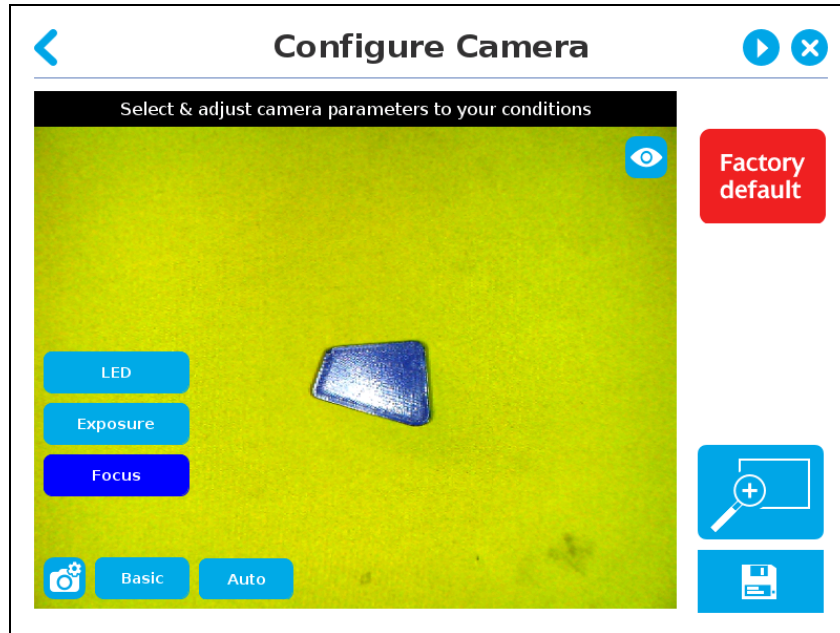 Configure Camera
Select & adjust camera parameters to your conditions
Factory
default
LED
Exposure
Focus
Basic
Auto